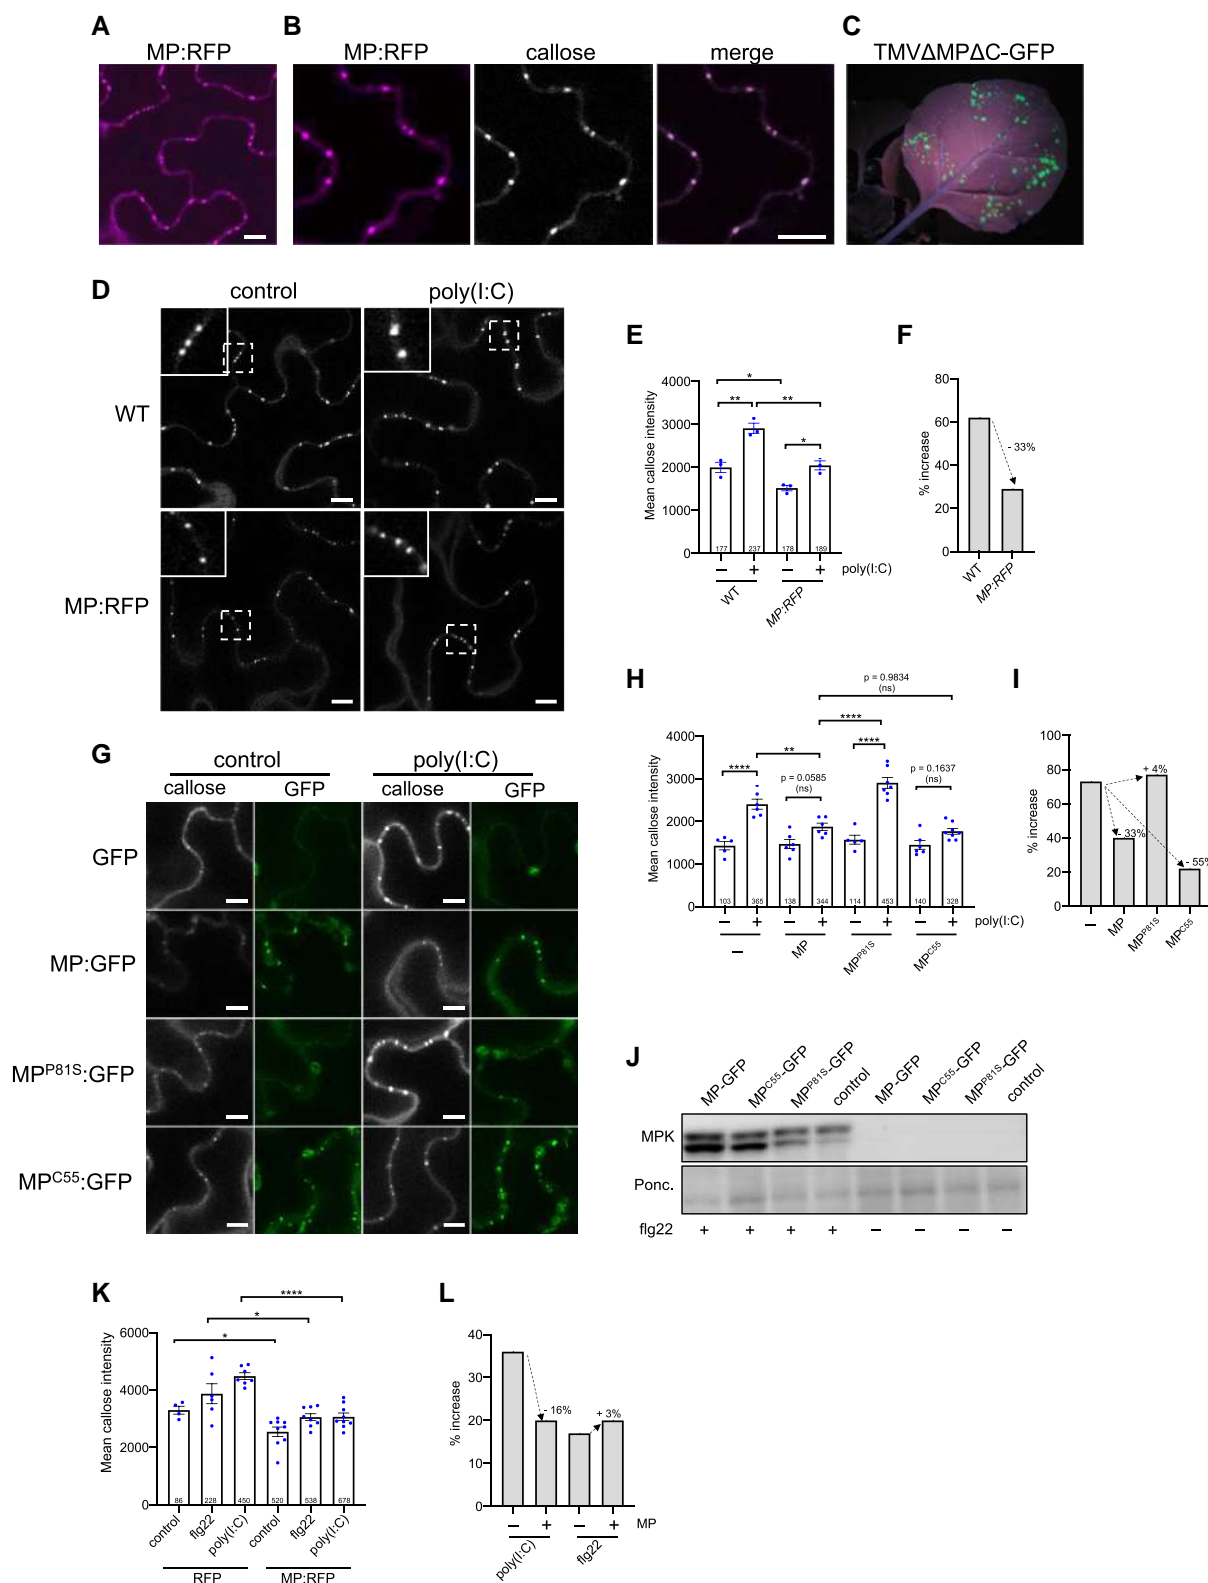 A
B
C
MP:RFP
MP:RFP
callose
merge
TMVΔMPΔC-GFP
D
control
poly(I:C)
WT
MP:RFP
E
Mean callose intensity
4000
3000
2000
1000
0
*
**
**
*
177
237
178
189
− + − + poly(I:C)
WT
MP:RFP
F
% increase
80
60
40
20
0
- 33%
WT
MP:RFP
G
control
poly(I:C)
callose
GFP
callose
GFP
GFP
MP:GFP
MPP81S:GFP
MPC55:GFP
H
Mean callose intensity
4000
3000
2000
1000
0
p = 0.9834
(ns)
****
**
****
****
p = 0.0585
(ns)
p = 0.1637
(ns)
103
365
138
344
114
453
140
328
− + − + − + − + poly(I:C)
−
MP
MPP81S
MPC55
I
% increase
100
80
60
40
20
0
+ 4%
- 33%
- 55%
−
MP
MPP81S
MPC55
J
MP-GFP
MPC55-GFP
MPP81S-GFP
control
MP-GFP
MPC55-GFP
MPP81S-GFP
control
MPK
Ponc.
flg22 + + + + − − − −
K
Mean callose intensity
6000
4000
2000
0
****
*
*
86
228
450
520
538
678
control
flg22
poly(I:C)
control
flg22
poly(I:C)
RFP
MP:RFP
L
% increase
40
30
20
10
0
- 16%
+ 3%
− + − + MP
poly(I:C)
flg22